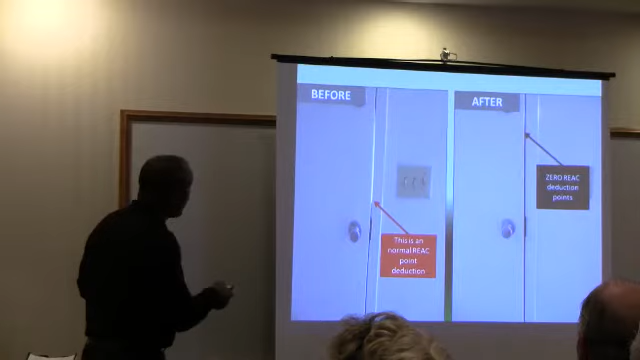 BEFORE
AFTER
This is an
normal REAC
point
deduction
ZERO REAC
deduction
points